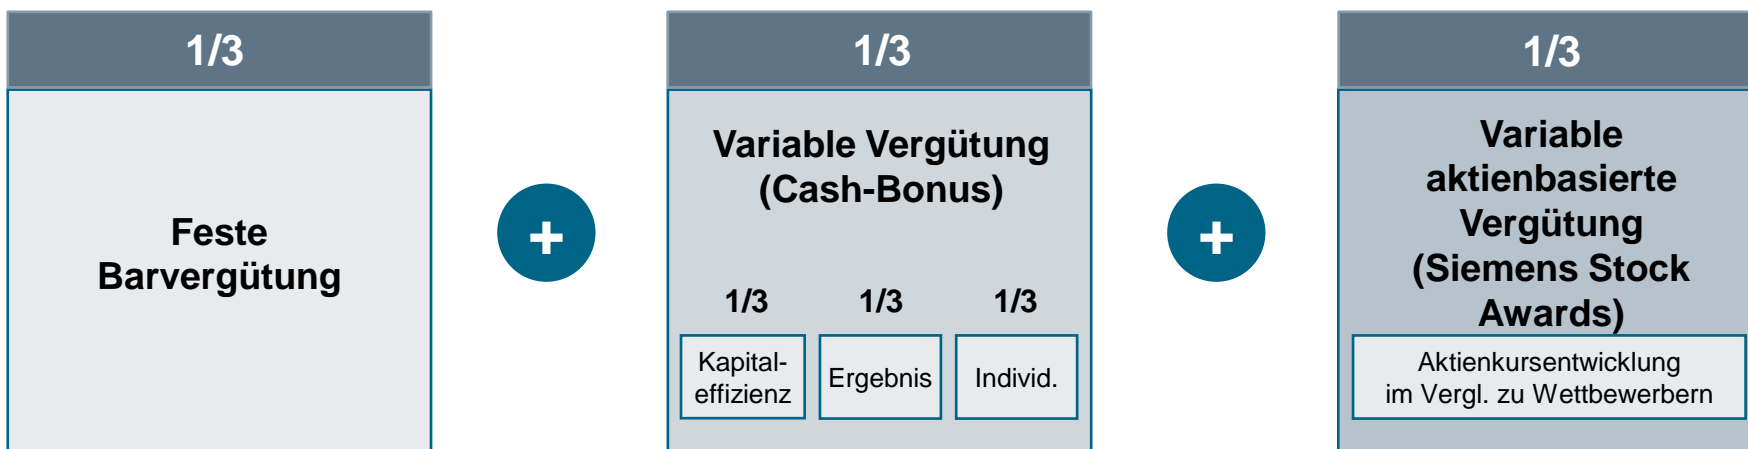 1/3
Feste
Barvergütung
+
1/3
Variable Vergütung
(Cash-Bonus)
1/3 1/3 1/3
Kapital-
effizienz
Ergebnis
Individ.
+
1/3
Variable
aktienbasierte
Vergütung
(Siemens Stock
Awards)
Aktienkursentwicklung
im Vergl. zu Wettbewerbern